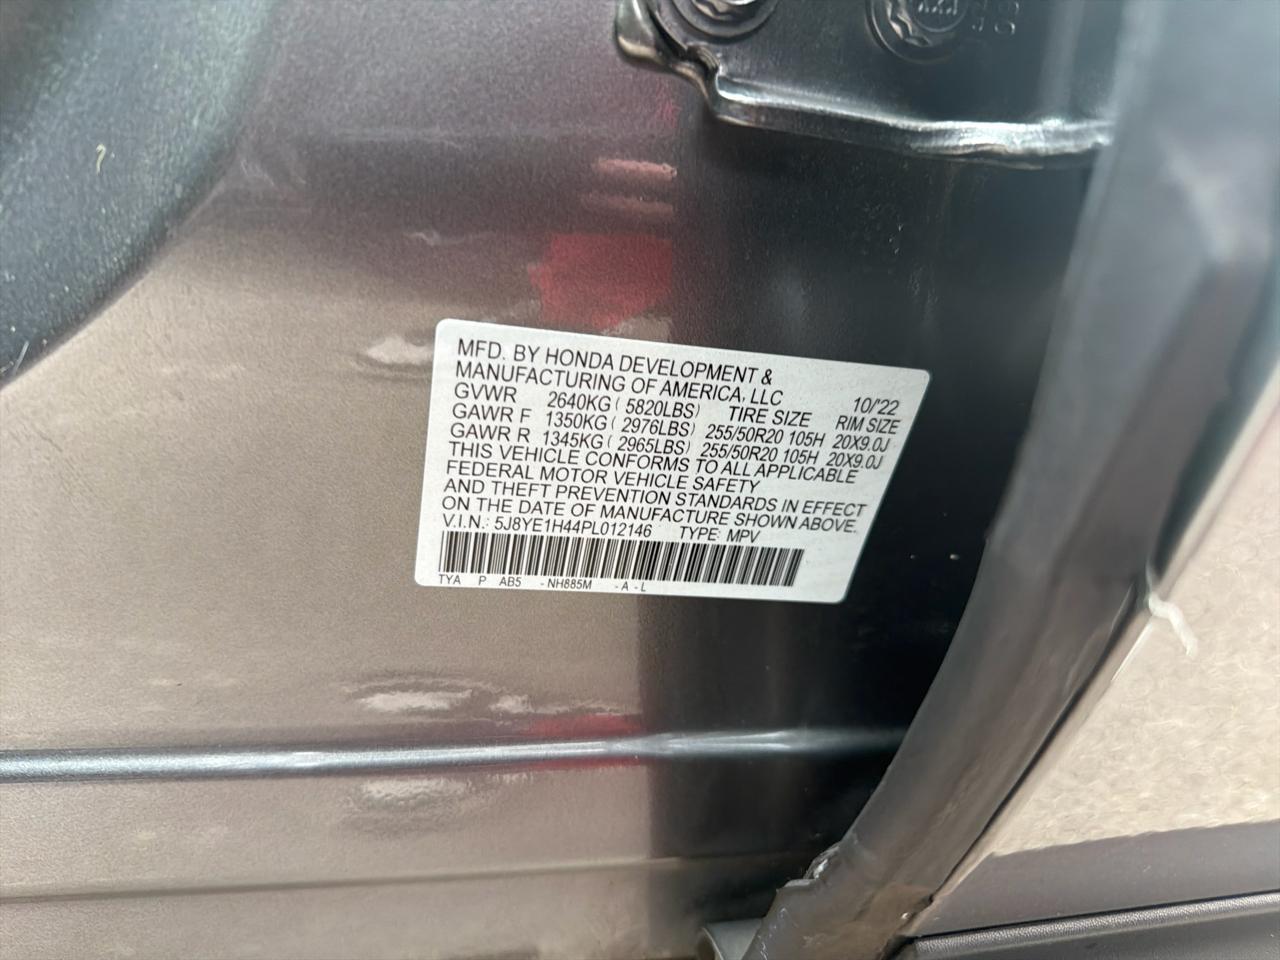 MFD. BY HONDA DEVELOPMENT &
MANUFACTURING OF AMERICA, LLC 10/'22
GVWR 2640KG ( 5820LBS) TIRE SIZE RIM SIZE
GAWR F 1350KG ( 2976LBS) 255/50R20 105H 20X9.0J
GAWR R 1345KG ( 2965LBS) 255/50R20 105H 20X9.0J
THIS VEHICLE CONFORMS TO ALL APPLICABLE
FEDERAL MOTOR VEHICLE SAFETY
AND THEFT PREVENTION STANDARDS IN EFFECT
ON THE DATE OF MANUFACTURE SHOWN ABOVE.
V.I.N.: 5J8YE1H44PL012146 TYPE: MPV
TYA P AB5 - NH885M - A - L